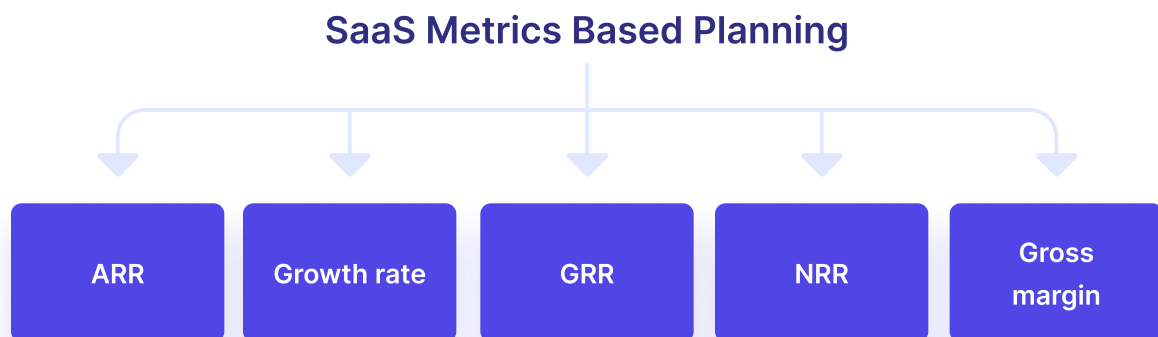 SaaS Metrics Based Planning
ARR
Growth rate
GRR
NRR
Gross
margin